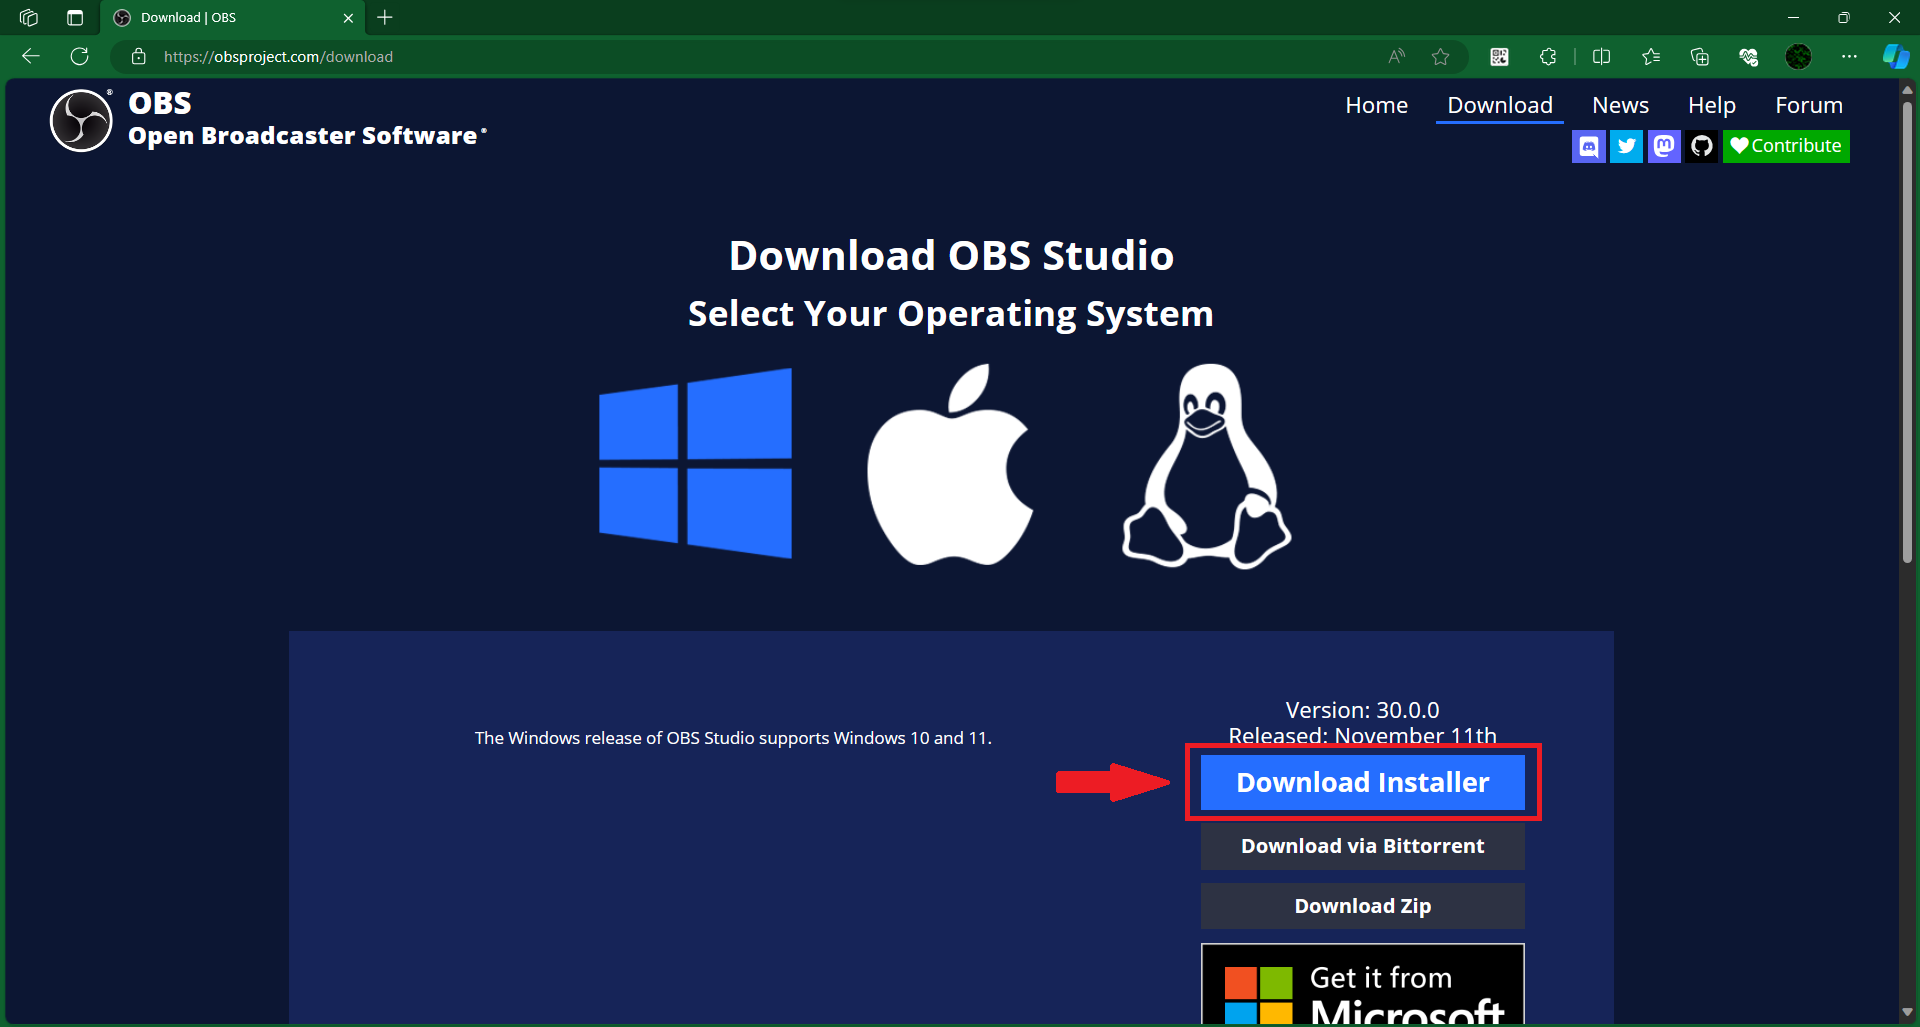 Download | OBS
https://obsproject.com/download
OBS
Open Broadcaster Software®
Home Download News Help Forum
Contribute
Download OBS Studio
Select Your Operating System
Version: 30.0.0
Released: November 11th
The Windows release of OBS Studio supports Windows 10 and 11.
Download Installer
Download via Bittorrent
Download Zip
Get it from
Microsoft